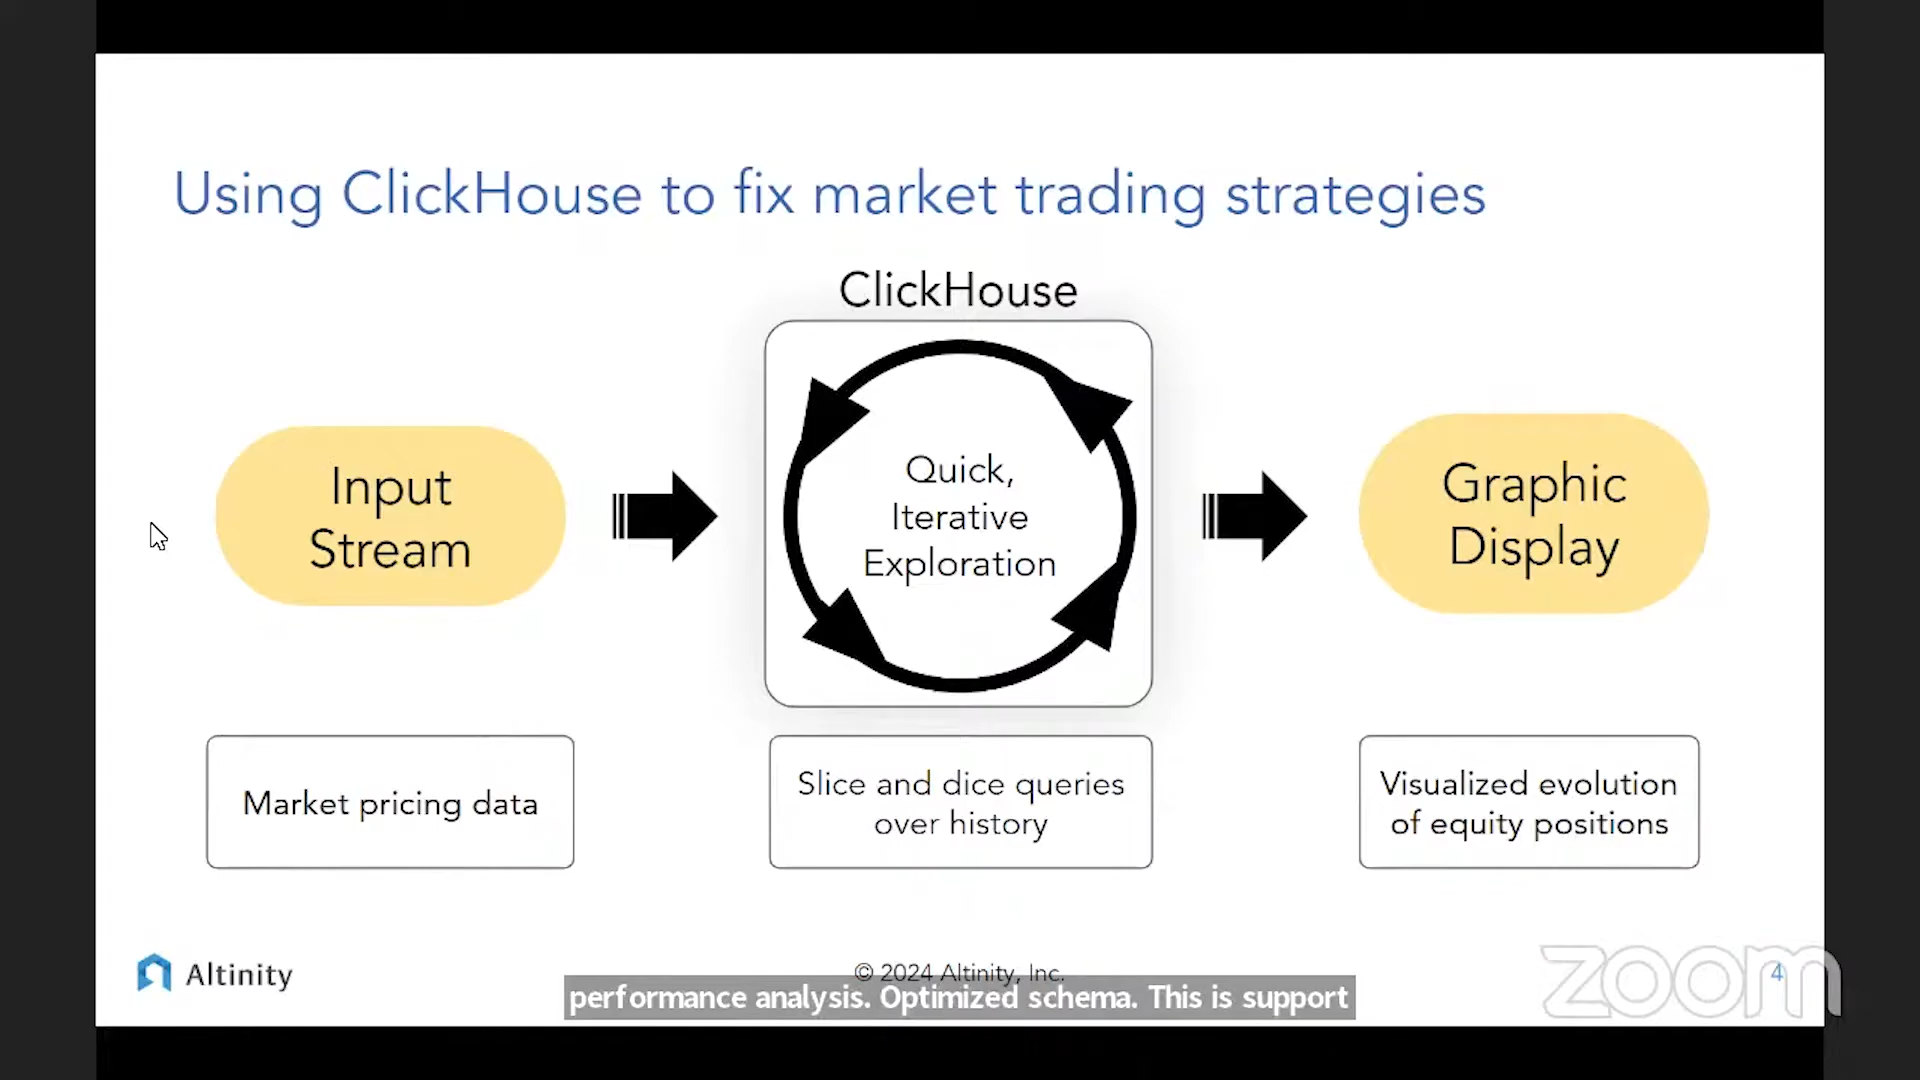 Using ClickHouse to fix market trading strategies
ClickHouse
Input
Stream
Quick,
Iterative
Exploration
Graphic
Display
Market pricing data
Slice and dice queries
over history
Visualized evolution
of equity positions
Altinity
© 2024 Altinity, Inc.
4
zoom
performance analysis. Optimized schema. This is support